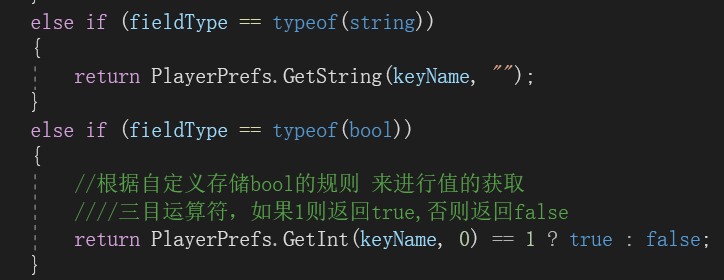 else if (fieldType == typeof(string))
{
return PlayerPrefs.GetString(keyName, "");
}
else if (fieldType == typeof(bool))
{
//根据自定义存储bool的规则 来进行值的获取
////三目运算符，如果1则返回true,否则返回false
return PlayerPrefs.GetInt(keyName, 0) == 1 ? true : false;
}